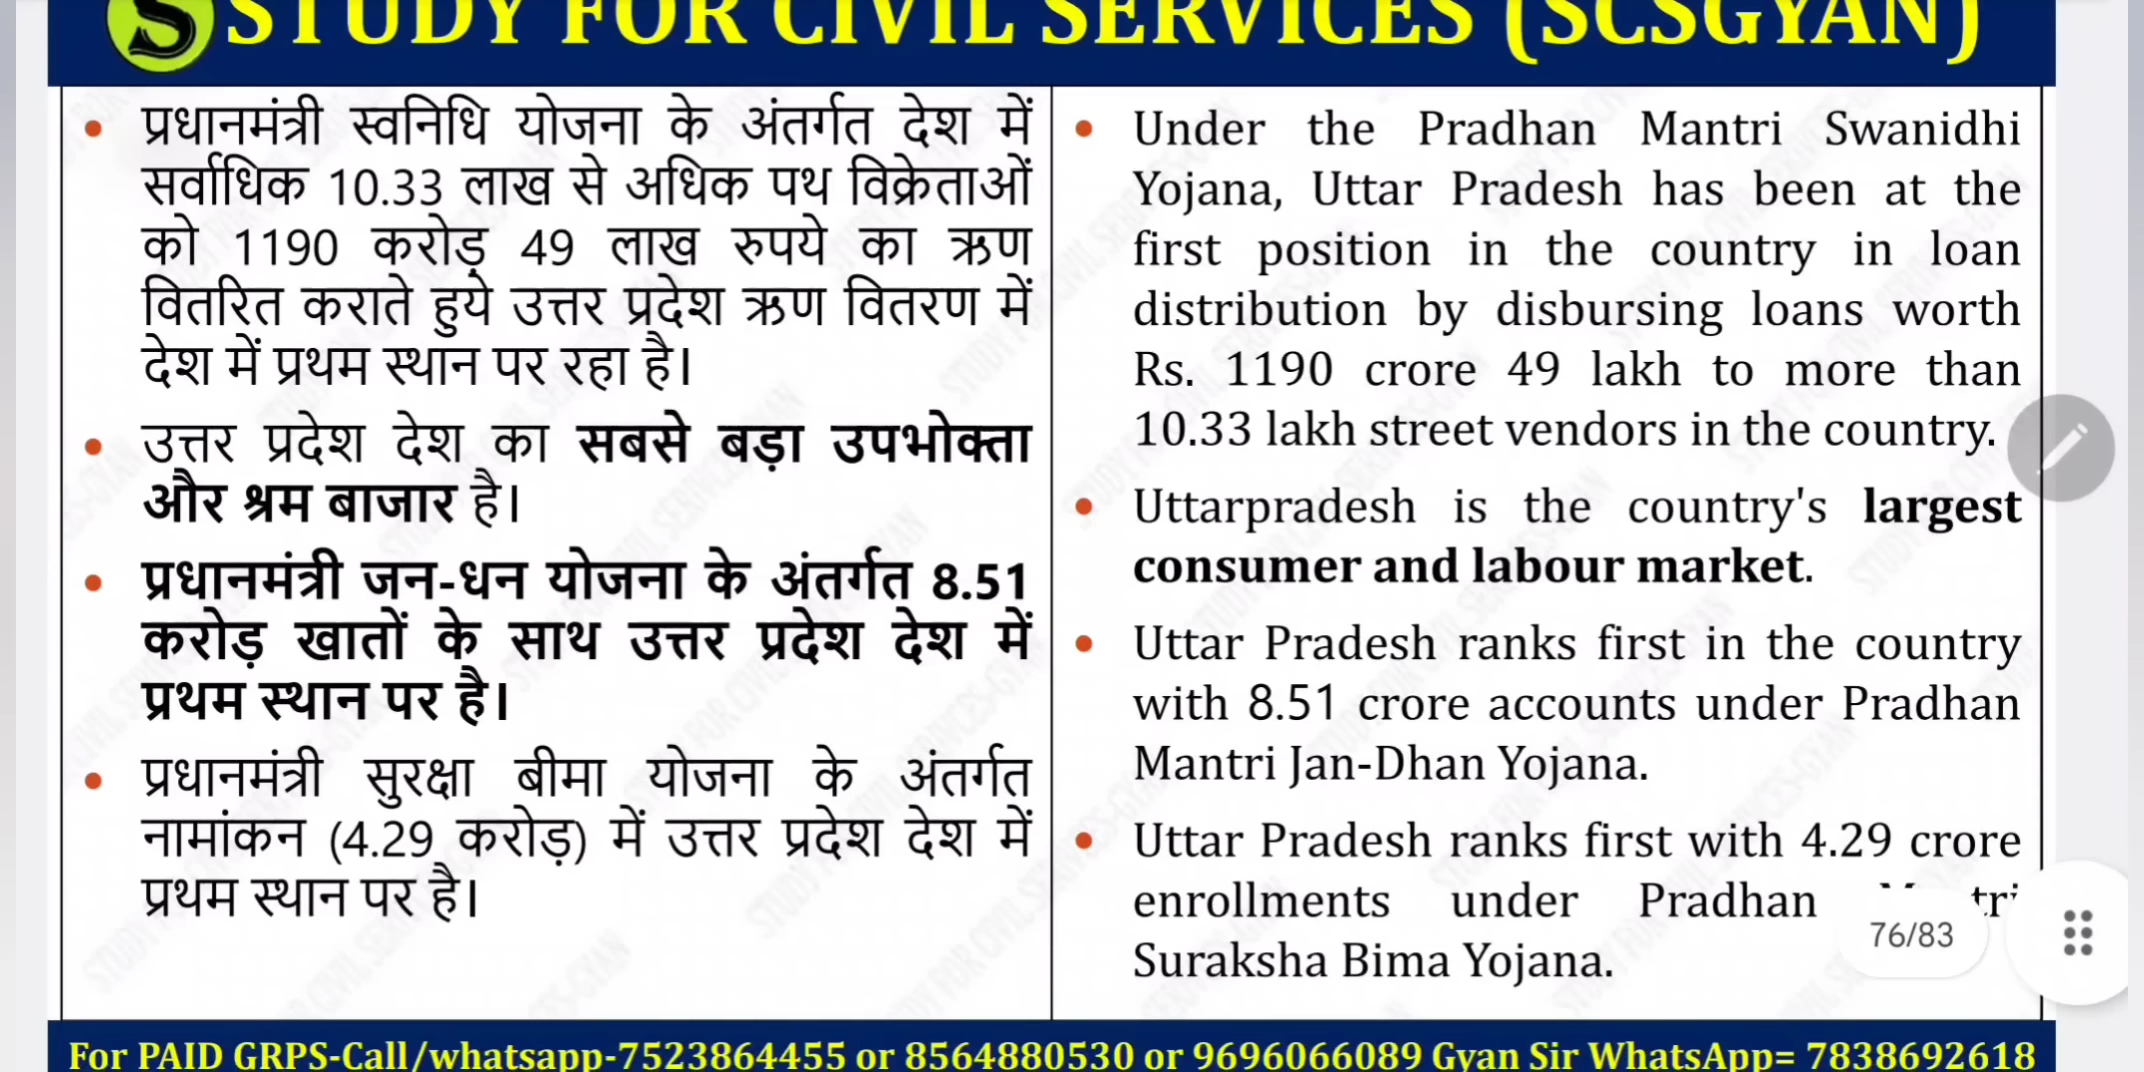 STUDY FOR CIVIL SERVICES (SCSGYAN)
• प्रधानमंत्री स्वनिधि योजना के अंतर्गत देश में
सर्वाधिक 10.33 लाख से अधिक पथ विक्रेताओं
को 1190 करोड़ 49 लाख रुपये का ऋण
वितरित कराते हुये उत्तर प्रदेश ऋण वितरण में
देश में प्रथम स्थान पर रहा है।
• उत्तर प्रदेश देश का सबसे बड़ा उपभोक्ता
और श्रम बाजार है।
• प्रधानमंत्री जन-धन योजना के अंतर्गत 8.51
करोड़ खातों के साथ उत्तर प्रदेश देश में
प्रथम स्थान पर है।
• प्रधानमंत्री सुरक्षा बीमा योजना के अंतर्गत
नामांकन (4.29 करोड़) में उत्तर प्रदेश देश में
प्रथम स्थान पर है।
• Under the Pradhan Mantri Swanidhi
Yojana, Uttar Pradesh has been at the
first position in the country in loan
distribution by disbursing loans worth
Rs. 1190 crore 49 lakh to more than
10.33 lakh street vendors in the country.
• Uttarpradesh is the country's largest
consumer and labour market.
• Uttar Pradesh ranks first in the country
with 8.51 crore accounts under Pradhan
Mantri Jan-Dhan Yojana.
• Uttar Pradesh ranks first with 4.29 crore
enrollments under Pradhan
Suraksha Bima Yojana.
76/83
For PAID GRPS-Call/whatsapp-7523864455 or 8564880530 or 9696066089 Gyan Sir WhatsApp= 7838692618